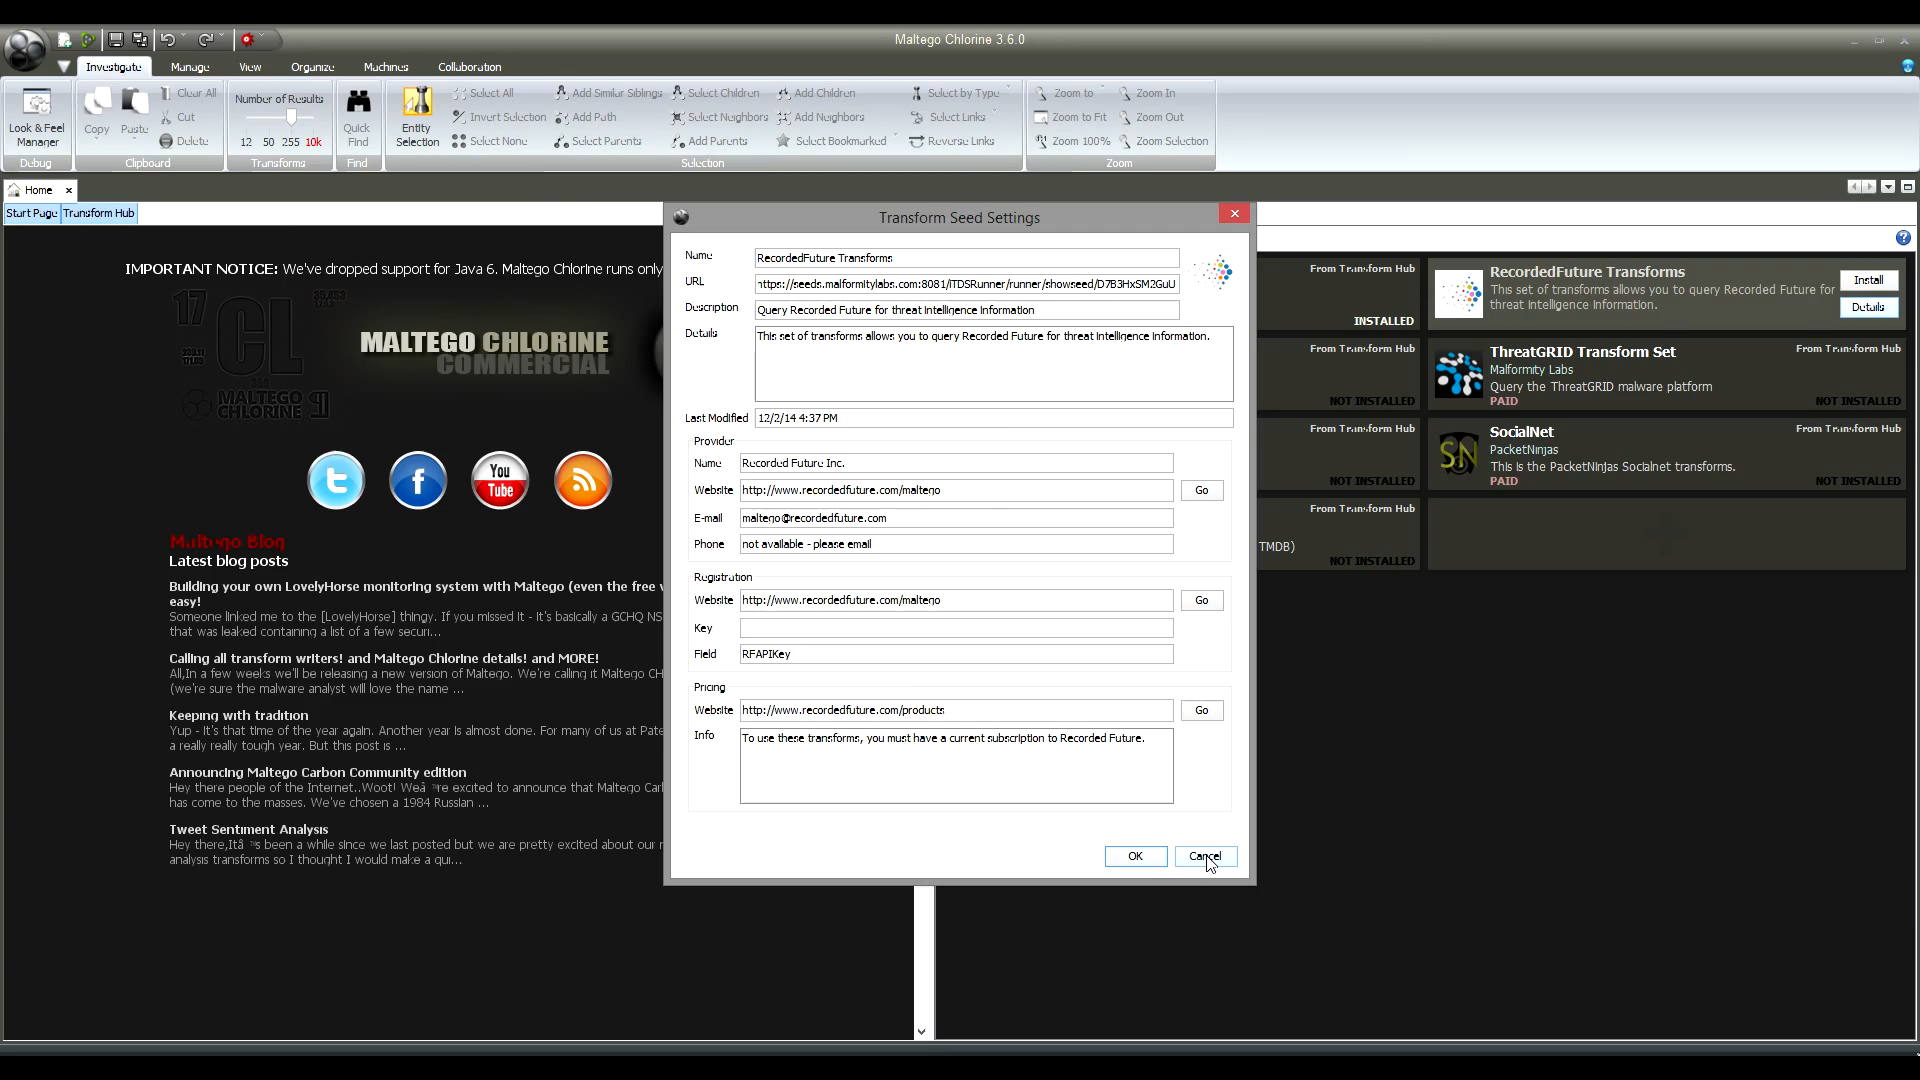 Maltego Chlorine 3.6.0
Investigate Manage View Organize Machines Collaboration
Look & Feel Manager
Debug
Copy Paste Clear All Cut Delete
Clipboard
Number of Results
12 50 255 10k
Transforms
Quick Find
Find
Entity Selection
Select All Add Similar Siblings Select Children Add Children Select by Type
Invert Selection Add Path Select Neighbors Add Neighbors Select Links
Select None Select Parents Add Parents Select Bookmarked Reverse Links
Selection
Zoom to Zoom In
Zoom to Fit Zoom Out
Zoom 100% Zoom Selection
Zoom
Home
Start Page Transform Hub
IMPORTANT NOTICE: We've dropped support for Java 6. Maltego Chlorine runs only
17 CL
MALTEGO CHLORINE
MALTEGO CHLORINE
COMMERCIAL
You Tube
Maltego Blog
Latest blog posts
Building your own LovelyHorse monitoring system with Maltego (even the free v
easy!
Someone linked me to the [LovelyHorse] thingy. If you missed it - it's basically a GCHQ NS
that was leaked containing a list of a few securi...
Calling all transform writers! and Maltego Chlorine details! and MORE!
All,In a few weeks we'll be releasing a new version of Maltego. We're calling it Maltego CH
(we're sure the malware analyst will love the name ...
Keeping with tradition
Yup - it's that time of the year again. Another year is almost done. For many of us at Pate
a really really tough year. But this post is ...
Announcing Maltego Carbon Community edition
Hey there people of the Internet..Woot! Weâ ™re excited to announce that Maltego Carl
has come to the masses. We've chosen a 1984 Russian ...
Tweet Sentiment Analysis
Hey there,Itâ ™s been a while since we last posted but we are pretty excited about our r
analysis transforms so I thought I would make a qui...
Transform Seed Settings
Name RecordedFuture Transforms
URL https://seeds.malformitylabs.com:8081/iTDSRunner/runner/showseed/D7B3HxSM2GuU
Description Query Recorded Future for threat intelligence information
Details This set of transforms allows you to query Recorded Future for threat intelligence information.
Last Modified 12/2/14 4:37 PM
Provider
Name Recorded Future Inc.
Website http://www.recordedfuture.com/maltego Go
E-mail maltego@recordedfuture.com
Phone not available - please email
Registration
Website http://www.recordedfuture.com/maltego Go
Key
Field RFAPIKey
Pricing
Website http://www.recordedfuture.com/products Go
Info To use these transforms, you must have a current subscription to Recorded Future.
OK Cancel
From Transform Hub
INSTALLED
From Transform Hub
NOT INSTALLED
From Transform Hub
NOT INSTALLED
From Transform Hub
TMDB)
NOT INSTALLED
RecordedFuture Transforms
This set of transforms allows you to query Recorded Future for
threat intelligence information.
Install
Details
ThreatGRID Transform Set From Transform Hub
Malformity Labs
Query the ThreatGRID malware platform
PAID NOT INSTALLED
SN
SocialNet From Transform Hub
PacketNinjas
This is the PacketNinjas Socialnet transforms.
PAID NOT INSTALLED